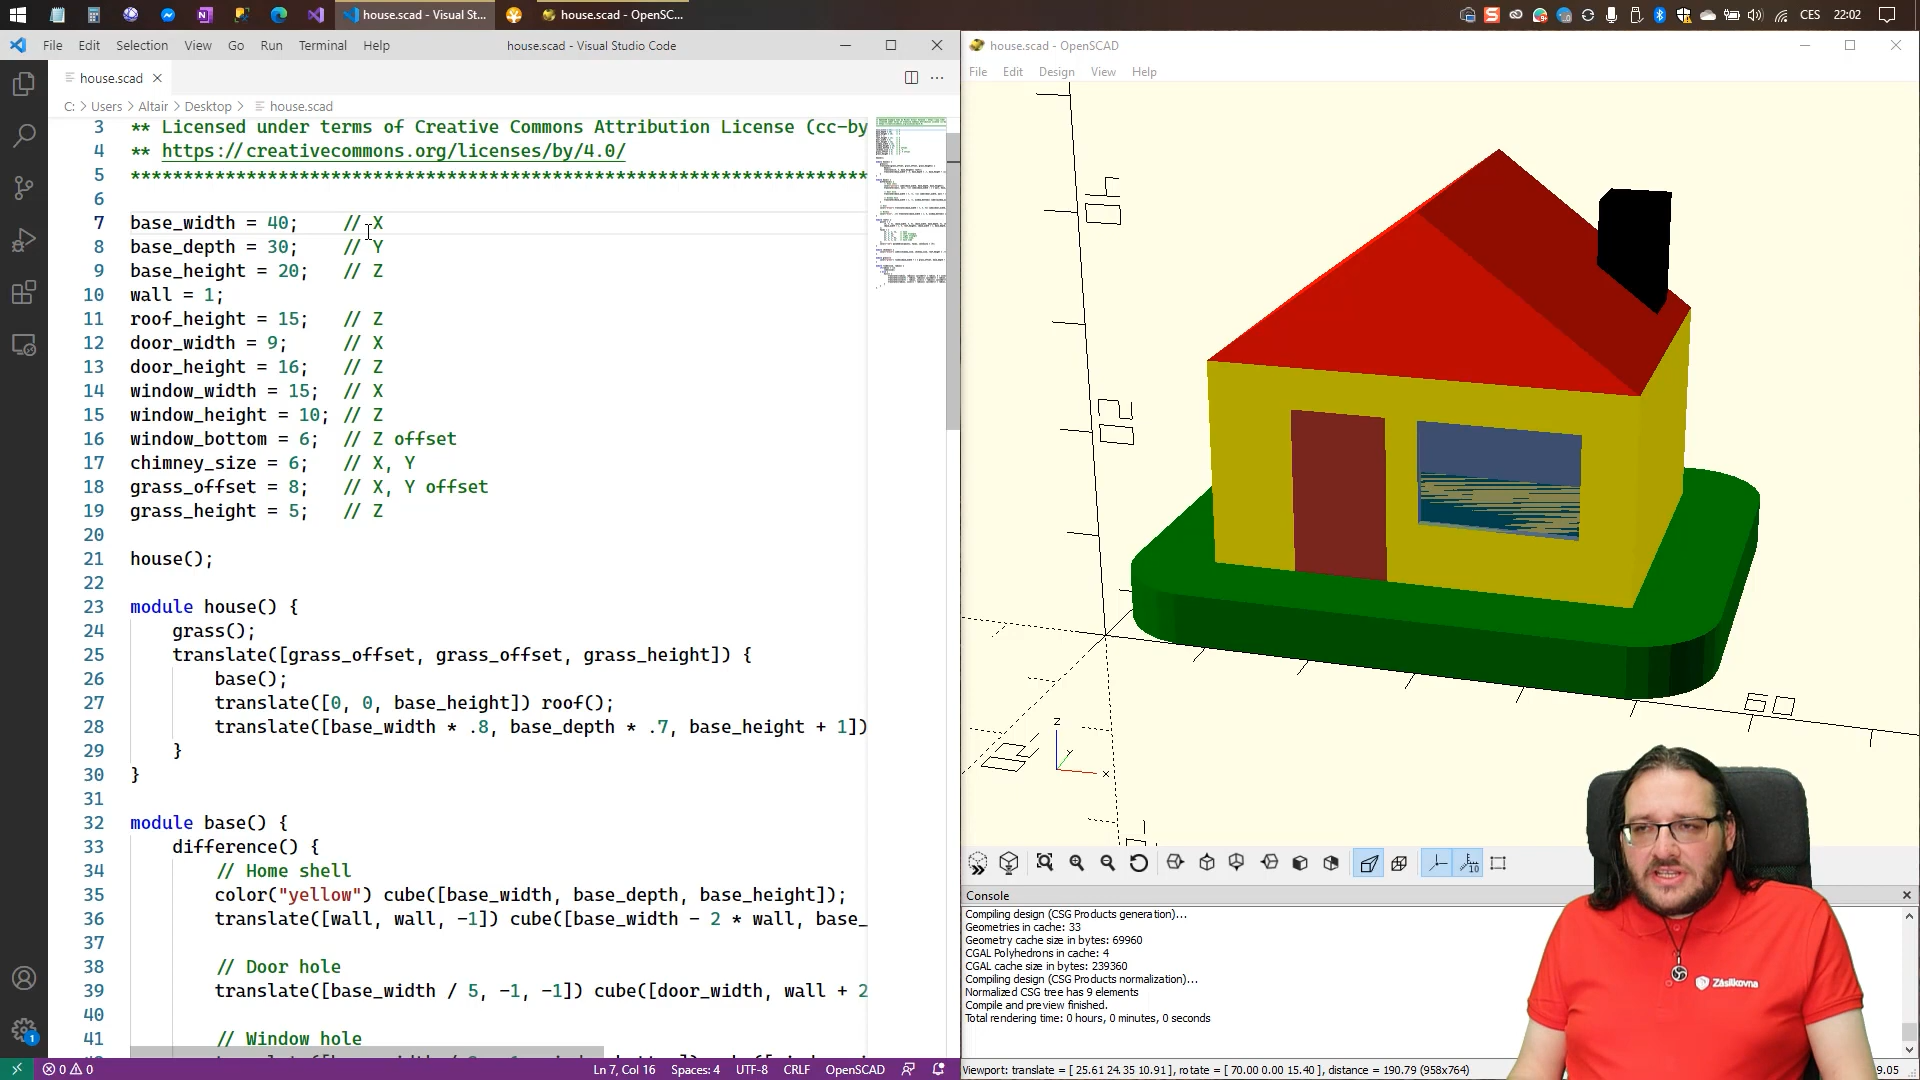 house.scad - Visual St...
house.scad - OpenSC...
CES
22:02
File Edit Selection View Go Run Terminal Help
house.scad - Visual Studio Code
house.scad
C: > Users > Altair > Desktop > house.scad
3 ** Licensed under terms of Creative Commons Attribution License (cc-by
4 ** https://creativecommons.org/licenses/by/4.0/
5 **********************************************************************
6
7 base_width = 40; // X
8 base_depth = 30; // Y
9 base_height = 20; // Z
10 wall = 1;
11 roof_height = 15; // Z
12 door_width = 9; // X
13 door_height = 16; // Z
14 window_width = 15; // X
15 window_height = 10; // Z
16 window_bottom = 6; // Z offset
17 chimney_size = 6; // X, Y
18 grass_offset = 8; // X, Y offset
19 grass_height = 5; // Z
20
21 house();
22
23 module house() {
24 grass();
25 translate([grass_offset, grass_offset, grass_height]) {
26 base();
27 translate([0, 0, base_height]) roof();
28 translate([base_width * .8, base_depth * .7, base_height + 1])
29 }
30 }
31
32 module base() {
33 difference() {
34 // Home shell
35 color("yellow") cube([base_width, base_depth, base_height]);
36 translate([wall, wall, -1]) cube([base_width - 2 * wall, base_
37
38 // Door hole
39 translate([base_width / 5, -1, -1]) cube([door_width, wall + 2
40
41 // Window hole
0 0
Ln 7, Col 16 Spaces: 4 UTF-8 CRLF OpenSCAD
house.scad - OpenSCAD
File Edit Design View Help
Z
Y
X
10
Console
Compiling design (CSG Products generation)...
Geometries in cache: 33
Geometry cache size in bytes: 69960
CGAL Polyhedrons in cache: 4
CGAL cache size in bytes: 239360
Compiling design (CSG Products normalization)...
Normalized CSG tree has 9 elements
Compile and preview finished.
Total rendering time: 0 hours, 0 minutes, 0 seconds
Viewport: translate = [ 25.61 24.35 10.91 ], rotate = [ 70.00 0.00 15.40 ], distance = 190.79 (958x764)
9.05
Zásilkovna